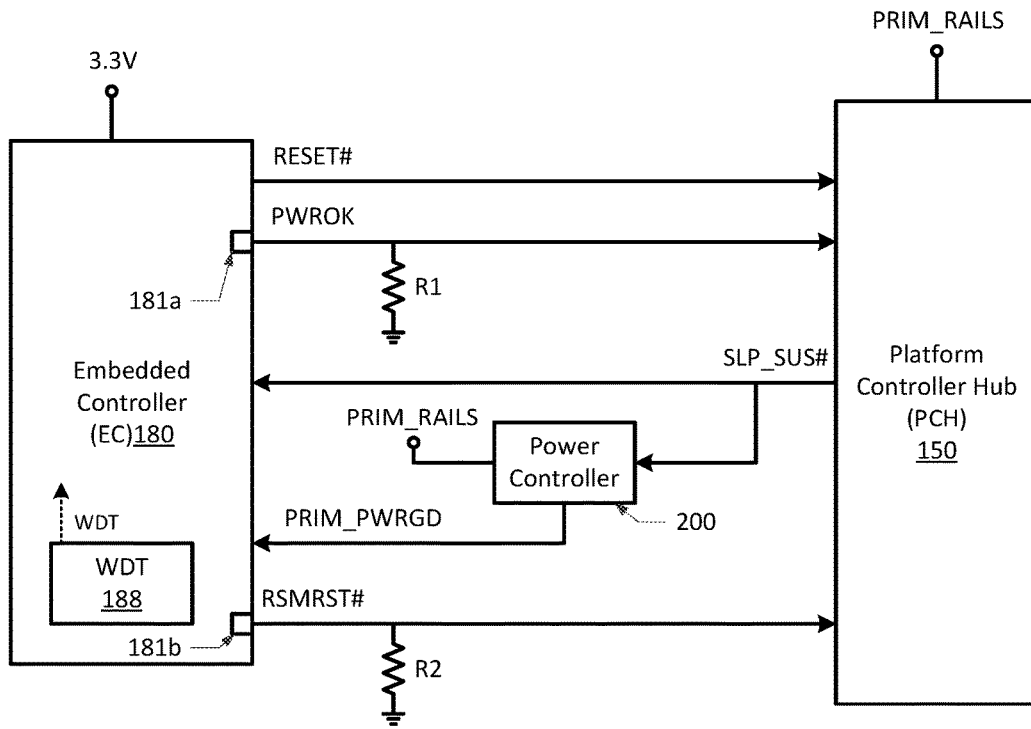 PRIM_RAILS
3.3V
RESET#
PWROK
181a
R1
SLP_SUS#
Embedded
Controller
(EC)180
Platform
Controller Hub
(PCH)
150
PRIM_RAILS
Power
Controller
200
PRIM_PWRGD
WDT
WDT
188
RSMRST#
181b
R2